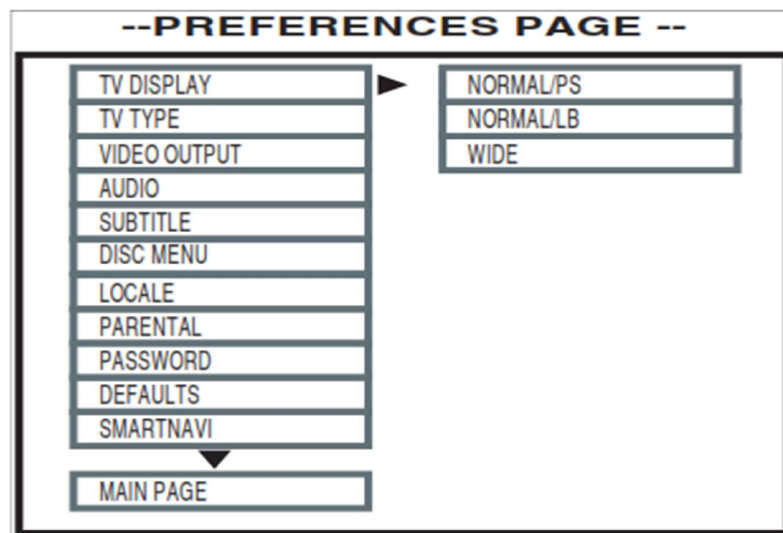 --PREFERENCES PAGE --
TV DISPLAY
TV TYPE
VIDEO OUTPUT
AUDIO
SUBTITLE
DISC MENU
LOCALE
PARENTAL
PASSWORD
DEFAULTS
SMARTNAVI
MAIN PAGE
NORMAL/PS
NORMAL/LB
WIDE